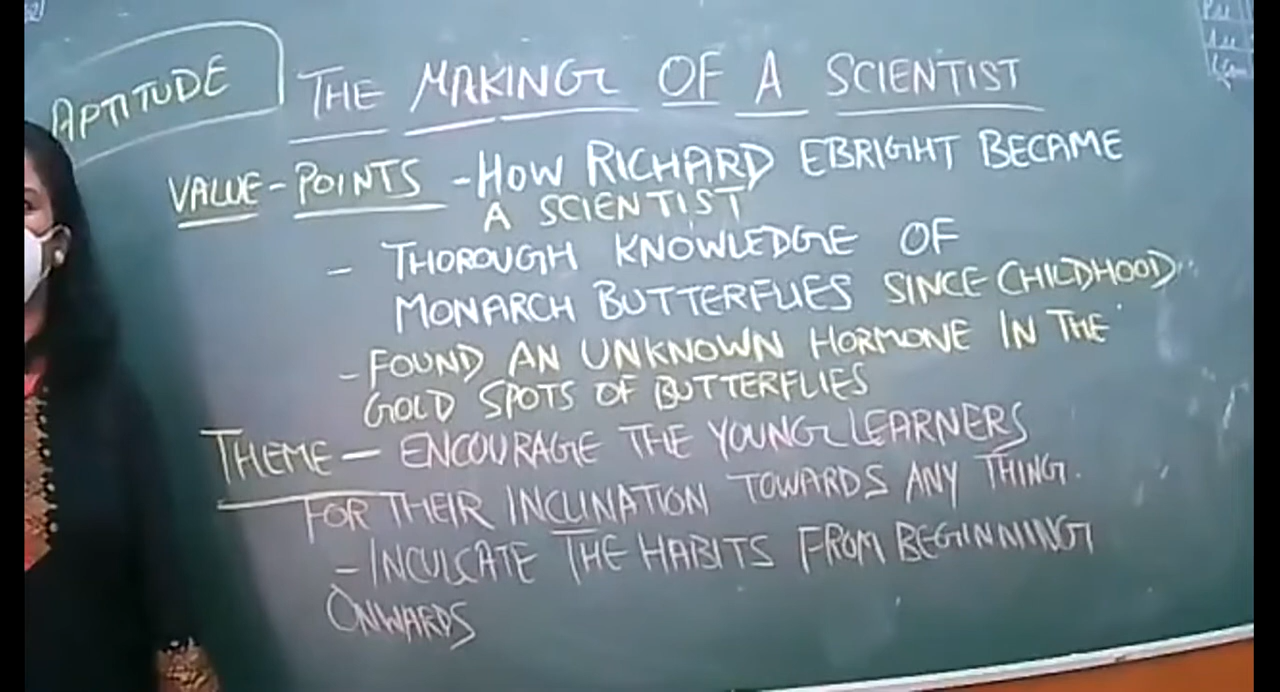 APTITUDE
THE MAKING OF A SCIENTIST
VALUE-POINTS - HOW RICHARD EBRIGHT BECAME
A SCIENTIST
- THOROUGH KNOWLEDGE OF
MONARCH BUTTERFLIES SINCE CHILDHOOD
- FOUND AN UNKNOWN HORMONE IN THE
GOLD SPOTS OF BUTTERFLIES
THEME - ENCOURAGE THE YOUNG LEARNERS
FOR THEIR INCLINATION TOWARDS ANY THING.
- INCULCATE THE HABITS FROM BEGINNING
ONWARDS